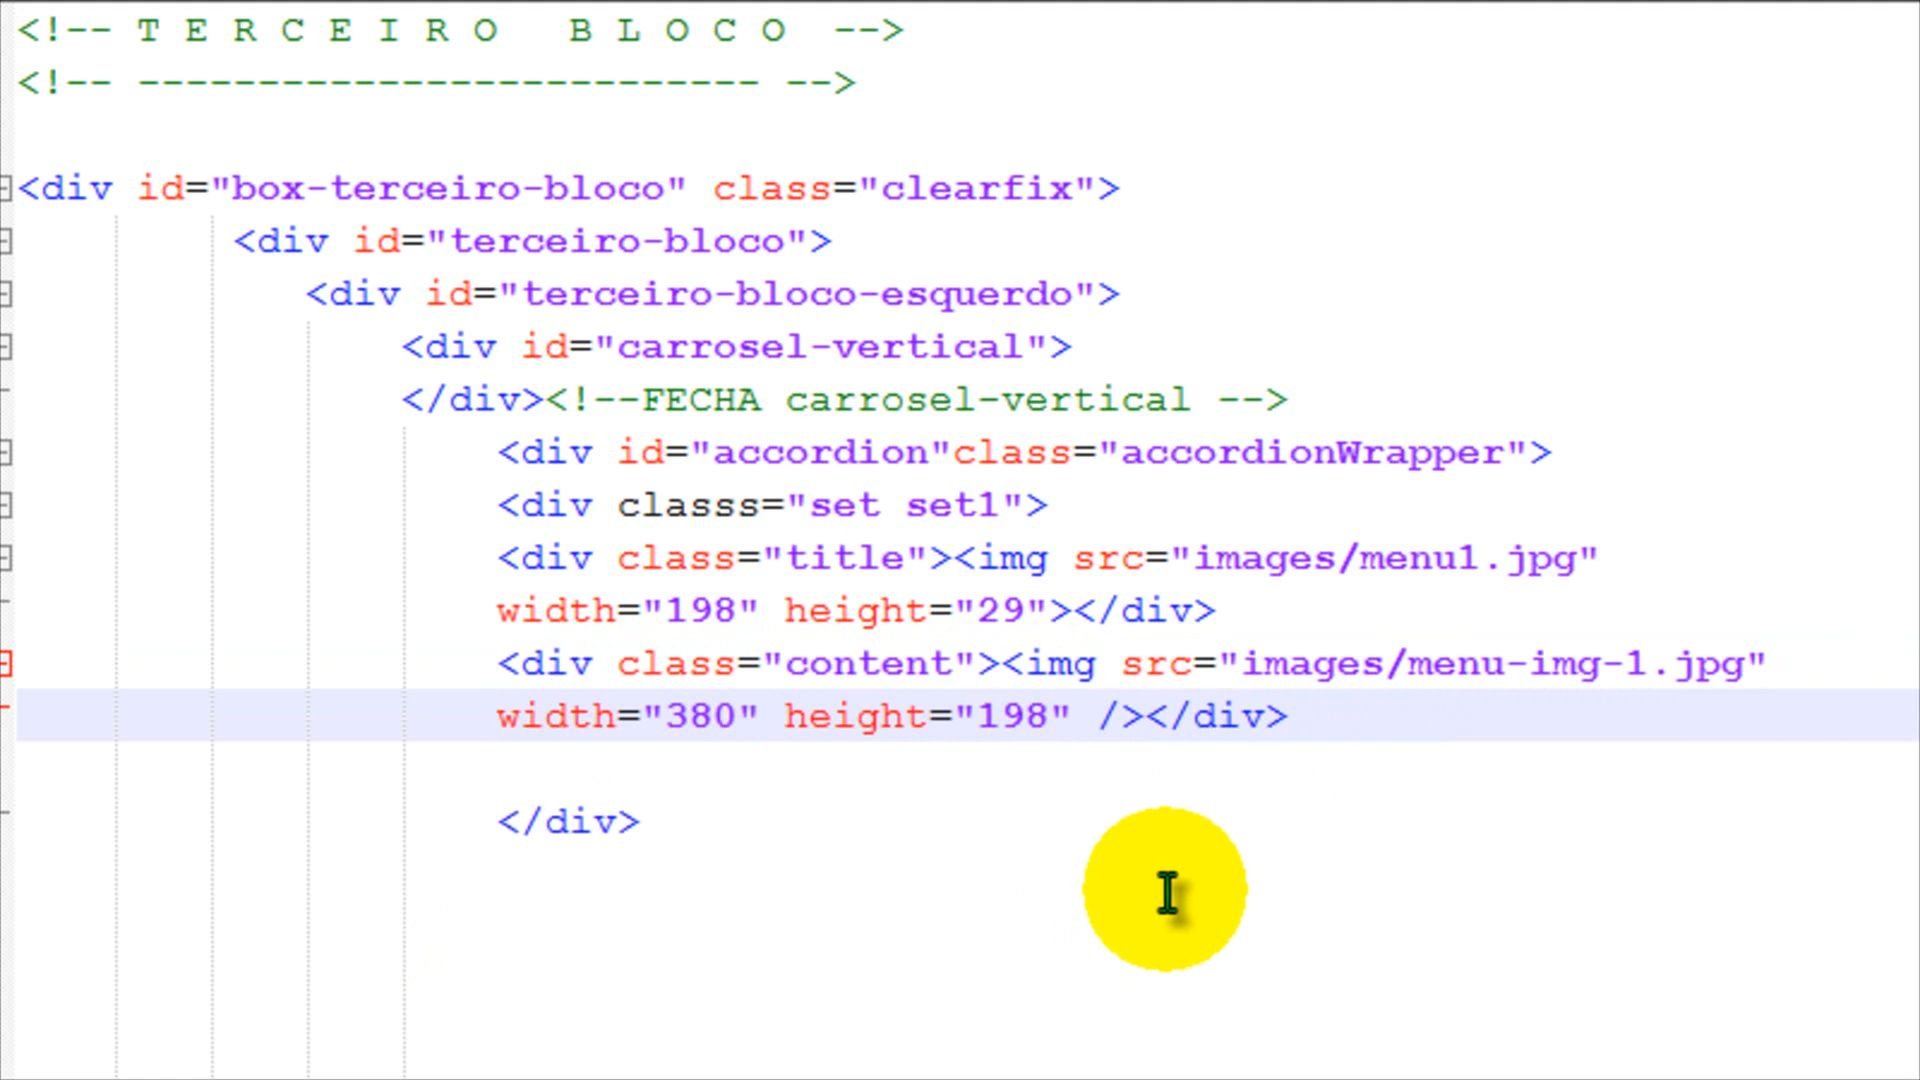 <!-- T E R C E I R O   B L O C O  -->
<!-- -------------------------- -->
<div id="box-terceiro-bloco" class="clearfix">
<div id="terceiro-bloco">
<div id="terceiro-bloco-esquerdo">
<div id="carrosel-vertical">
</div><!--FECHA carrosel-vertical -->
<div id="accordion"class="accordionWrapper">
<div classs="set set1">
<div class="title"><img src="images/menu1.jpg"
width="198" height="29"></div>
<div class="content"><img src="images/menu-img-1.jpg"
width="380" height="198" /></div>
</div>